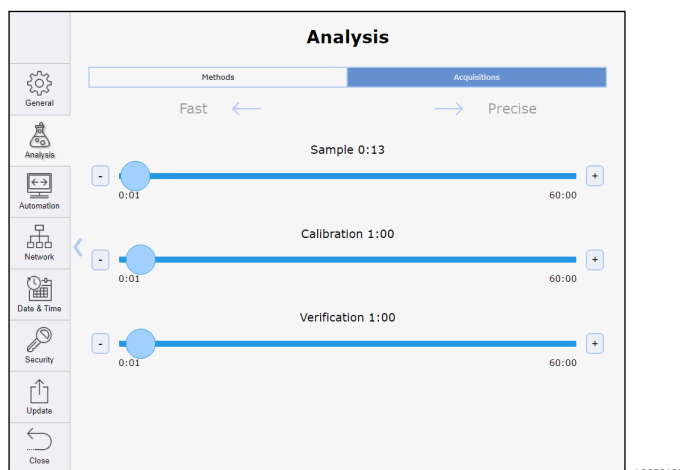 Analysis
Methods
Acquisitions
Fast
Precise
General
Analysis
Automation
Network
Date & Time
Security
Update
Close
Sample 0:13
-
+
0:01
60:00
Calibration 1:00
-
+
0:01
60:00
Verification 1:00
-
+
0:01
60:00